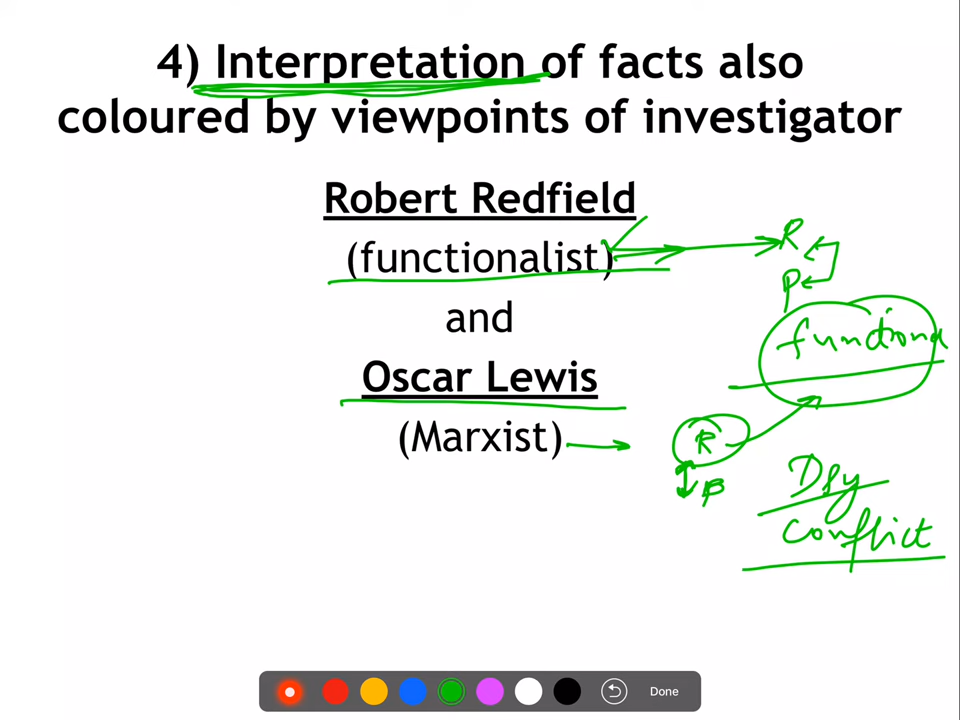 4) Interpretation of facts also
coloured by viewpoints of investigator
Robert Redfield
(functionalist)
and
Oscar Lewis
(Marxist)
R
P
functional
R
P
Dsy
conflict
Done